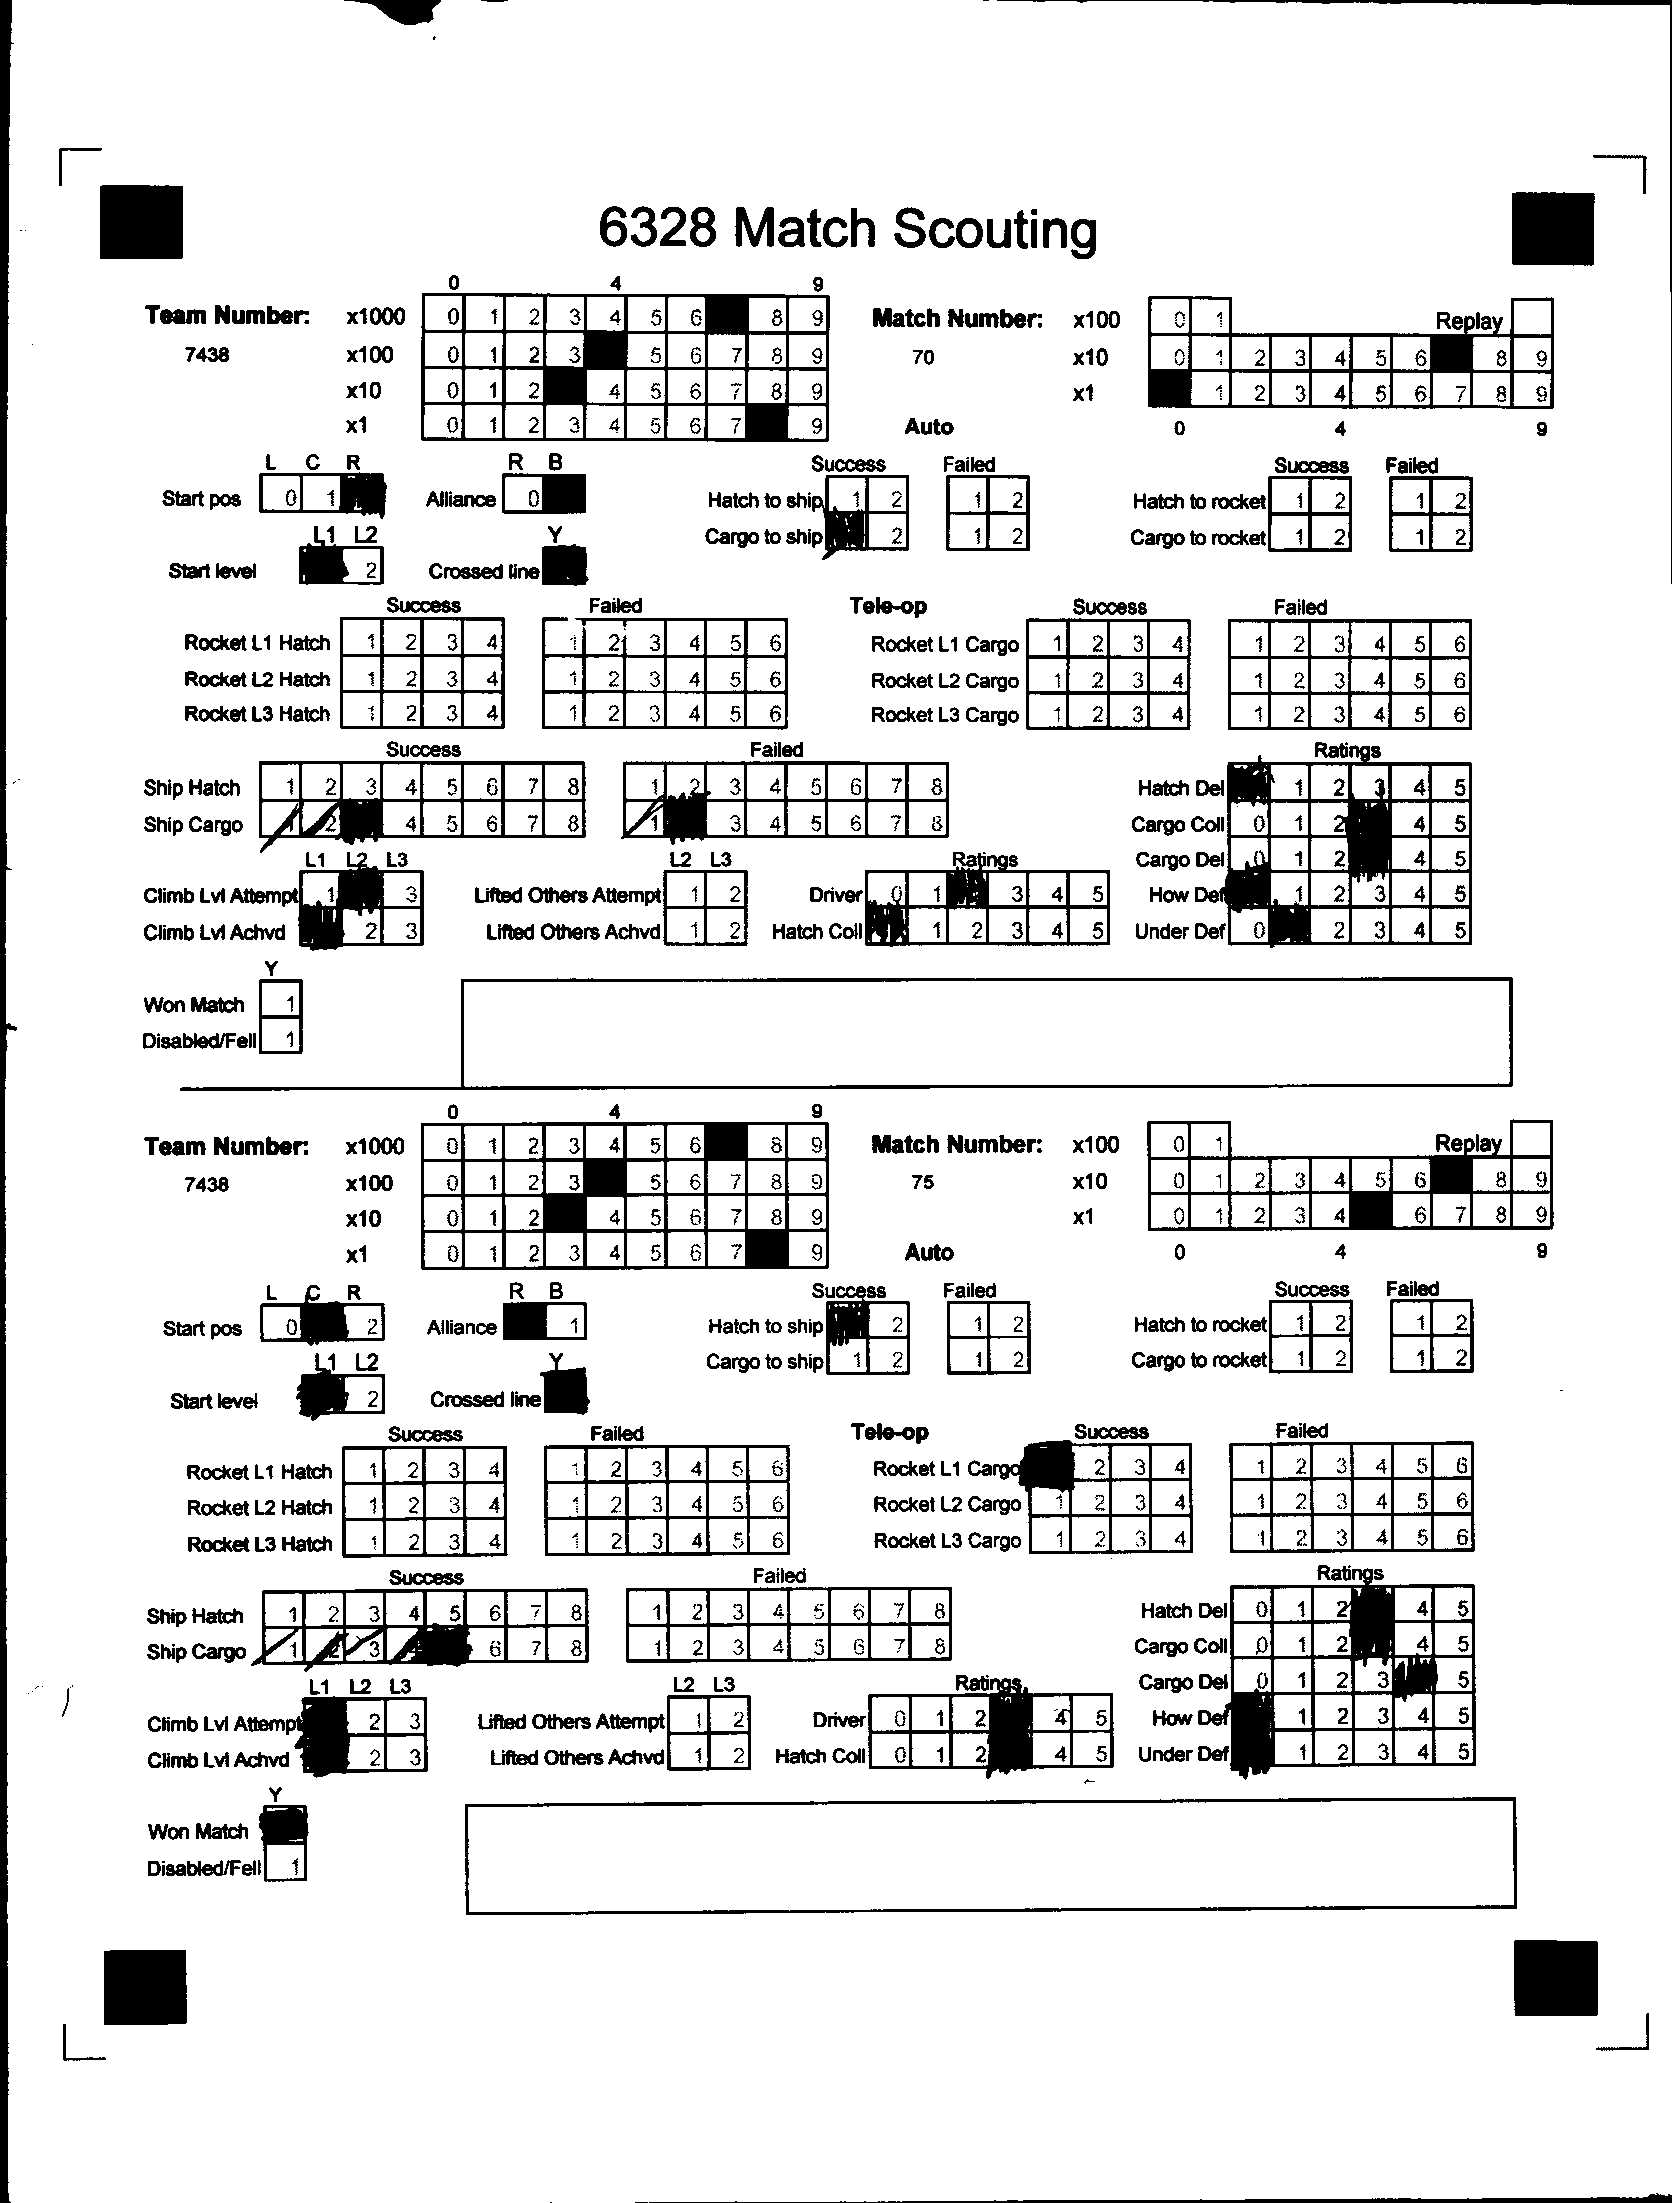 6328 Match Scouting
0 4 9
Team Number: x1000 0 1 2 3 4 5 6 8 9 Match Number: x100 0 1 Replay
7438 x100 0 1 2 3 5 6 7 8 9 70 x10 0 1 2 3 4 5 6 8 9
x10 0 1 2 4 5 6 7 8 9 x1 1 2 3 4 5 6 7 8 9
x1 0 1 2 3 4 5 6 7 9 Auto 0 4 9
L C R R B Success Failed Success Failed
Start pos 0 1 Alliance 0 Hatch to ship 1 2 1 2 Hatch to rocket 1 2 1 2
L1 L2 Y Cargo to ship 2 1 2 Cargo to rocket 1 2 1 2
Start level 2 Crossed line
Success Failed Tele-op Success Failed
Rocket L1 Hatch 1 2 3 4 1 2 3 4 5 6 Rocket L1 Cargo 1 2 3 4 1 2 3 4 5 6
Rocket L2 Hatch 1 2 3 4 1 2 3 4 5 6 Rocket L2 Cargo 1 2 3 4 1 2 3 4 5 6
Rocket L3 Hatch 1 2 3 4 1 2 3 4 5 6 Rocket L3 Cargo 1 2 3 4 1 2 3 4 5 6
Success Failed Ratings
Ship Hatch 1 2 3 4 5 6 7 8 1 2 3 4 5 6 7 8 Hatch Del 1 2 3 4 5
Ship Cargo 1 2 4 5 6 7 8 1 3 4 5 6 7 8 Cargo Coll 0 1 2 4 5
L1 L2 L3 L2 L3 Ratings Cargo Del 0 1 2 4 5
Climb Lvl Attempt 1 3 Lifted Others Attempt 1 2 Driver 0 1 3 4 5 How Def 1 2 3 4 5
Climb Lvl Achvd 2 3 Lifted Others Achvd 1 2 Hatch Coll 1 2 3 4 5 Under Def 0 2 3 4 5
Y
Won Match 1
Disabled/Fell 1
0 4 9
Team Number: x1000 0 1 2 3 4 5 6 8 9 Match Number: x100 0 1 Replay
7438 x100 0 1 2 3 5 6 7 8 9 75 x10 0 1 2 3 4 5 6 8 9
x10 0 1 2 4 5 6 7 8 9 x1 0 1 2 3 4 6 7 8 9
x1 0 1 2 3 4 5 6 7 9 Auto 0 4 9
L C R R B Success Failed Success Failed
Start pos 0 2 Alliance 1 Hatch to ship 2 1 2 Hatch to rocket 1 2 1 2
L1 L2 Y Cargo to ship 1 2 1 2 Cargo to rocket 1 2 1 2
Start level 2 Crossed line
Success Failed Tele-op Success Failed
Rocket L1 Hatch 1 2 3 4 1 2 3 4 5 6 Rocket L1 Cargo 2 3 4 1 2 3 4 5 6
Rocket L2 Hatch 1 2 3 4 1 2 3 4 5 6 Rocket L2 Cargo 1 2 3 4 1 2 3 4 5 6
Rocket L3 Hatch 1 2 3 4 1 2 3 4 5 6 Rocket L3 Cargo 1 2 3 4 1 2 3 4 5 6
Success Failed Ratings
Ship Hatch 1 2 3 4 5 6 7 8 1 2 3 4 5 6 7 8 Hatch Del 0 1 2 4 5
Ship Cargo 1 2 3 6 7 8 1 2 3 4 5 6 7 8 Cargo Coll 0 1 2 4 5
L1 L2 L3 L2 L3 Ratings Cargo Del 0 1 2 3 5
Climb Lvl Attempt 2 3 Lifted Others Attempt 1 2 Driver 0 1 2 4 5 How Def 1 2 3 4 5
Climb Lvl Achvd 2 3 Lifted Others Achvd 1 2 Hatch Coll 0 1 2 4 5 Under Def 1 2 3 4 5
Y
Won Match
Disabled/Fell 1